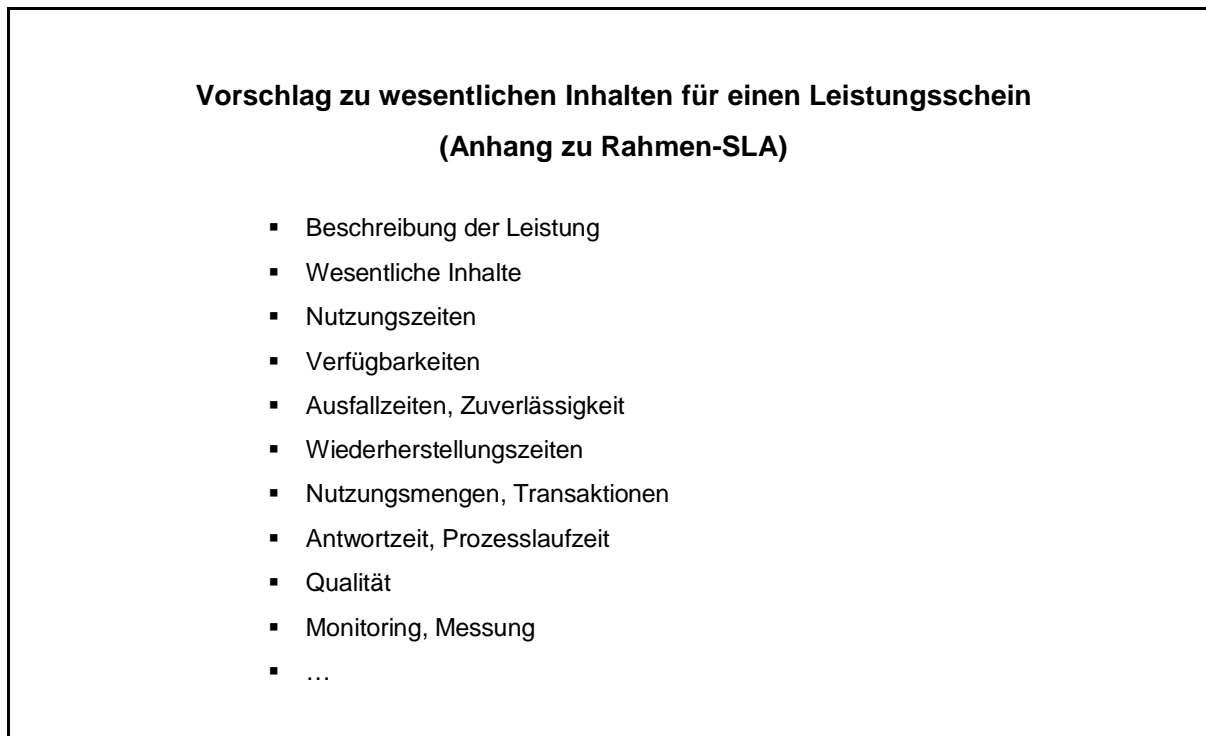 Vorschlag zu wesentlichen Inhalten für einen Leistungsschein
(Anhang zu Rahmen-SLA)
▪ Beschreibung der Leistung
▪ Wesentliche Inhalte
▪ Nutzungszeiten
▪ Verfügbarkeiten
▪ Ausfallzeiten, Zuverlässigkeit
▪ Wiederherstellungszeiten
▪ Nutzungsmengen, Transaktionen
▪ Antwortzeit, Prozesslaufzeit
▪ Qualität
▪ Monitoring, Messung
▪ …